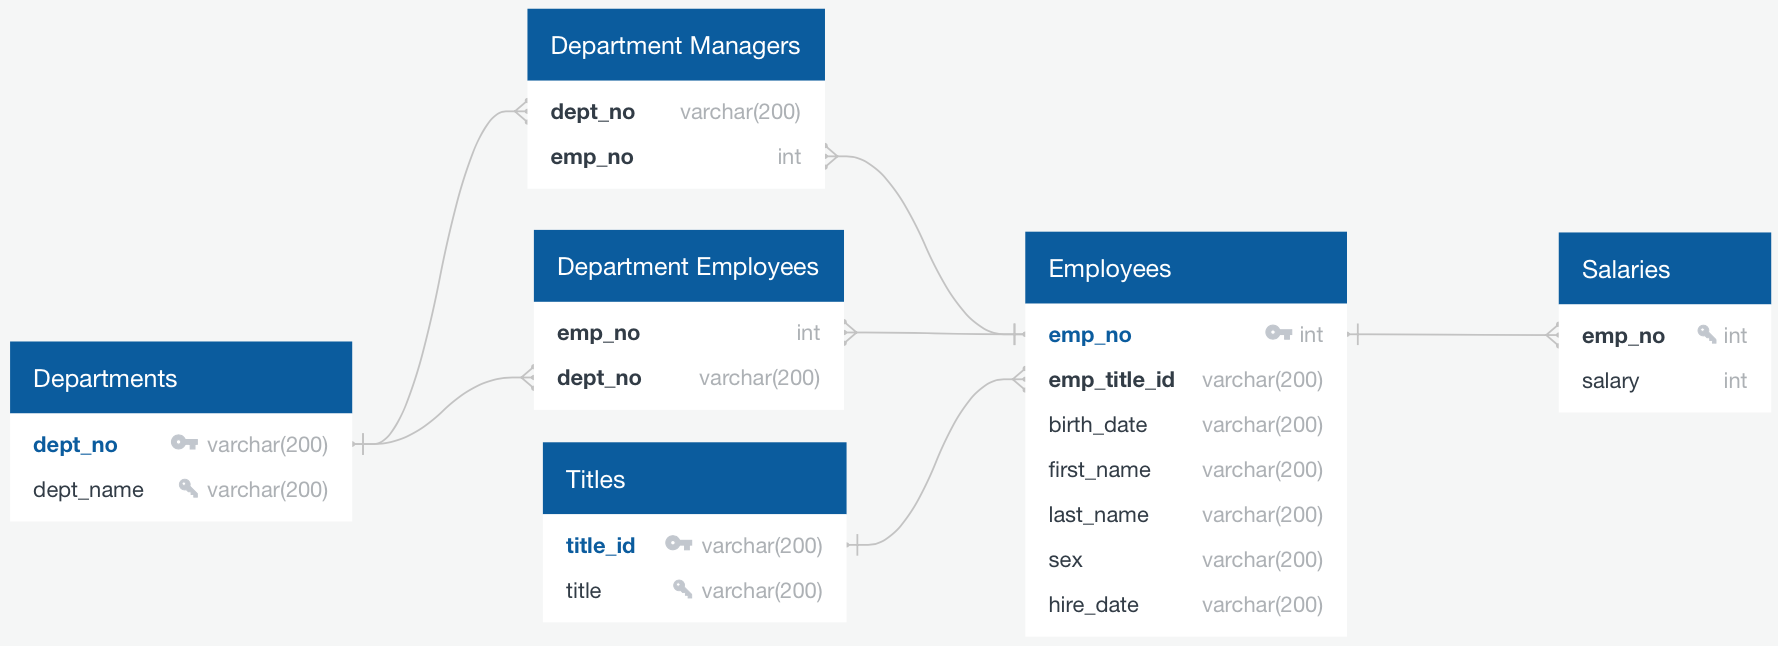 Department Managers
dept_no varchar(200)
emp_no int
Department Employees
emp_no int
dept_no varchar(200)
Departments
dept_no varchar(200)
dept_name varchar(200)
Titles
title_id varchar(200)
title varchar(200)
Employees
emp_no int
emp_title_id varchar(200)
birth_date varchar(200)
first_name varchar(200)
last_name varchar(200)
sex varchar(200)
hire_date varchar(200)
Salaries
emp_no int
salary int